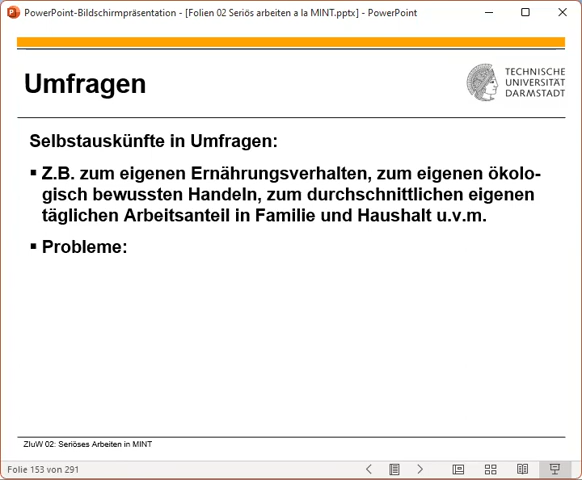 PowerPoint-Bildschirmpräsentation - [Folien 02 Seriös arbeiten a la MINT.pptx] - PowerPoint
Umfragen
TECHNISCHE
UNIVERSITÄT
DARMSTADT
Selbstauskünfte in Umfragen:
▪ Z.B. zum eigenen Ernährungsverhalten, zum eigenen ökolo-
gisch bewussten Handeln, zum durchschnittlichen eigenen
täglichen Arbeitsanteil in Familie und Haushalt u.v.m.
▪ Probleme:
ZIuW 02: Seriöses Arbeiten in MINT
Folie 153 von 291